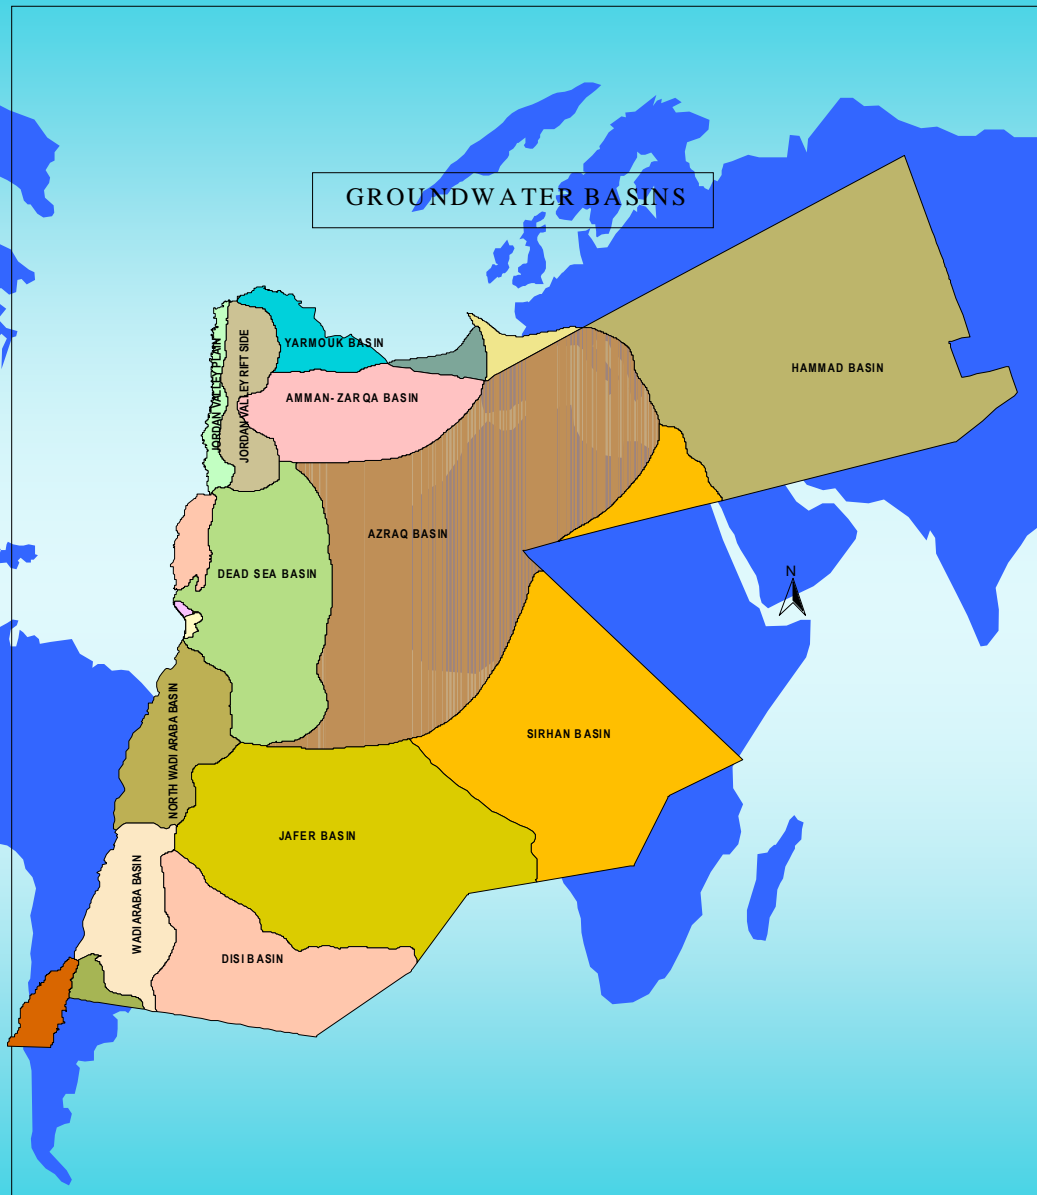 GROUNDWATER BASINS
YARMOUK BASIN
JORDAN VALLEY PLAIN
JORDAN VALLEY RIFT SIDE
HAMMAD BASIN
AMMAN-ZARQA BASIN
AZRAQ BASIN
DEAD SEA BASIN
N
NORTH WADI ARABA BASIN
SIRHAN BASIN
JAFER BASIN
WADI ARABA BASIN
DISI BASIN